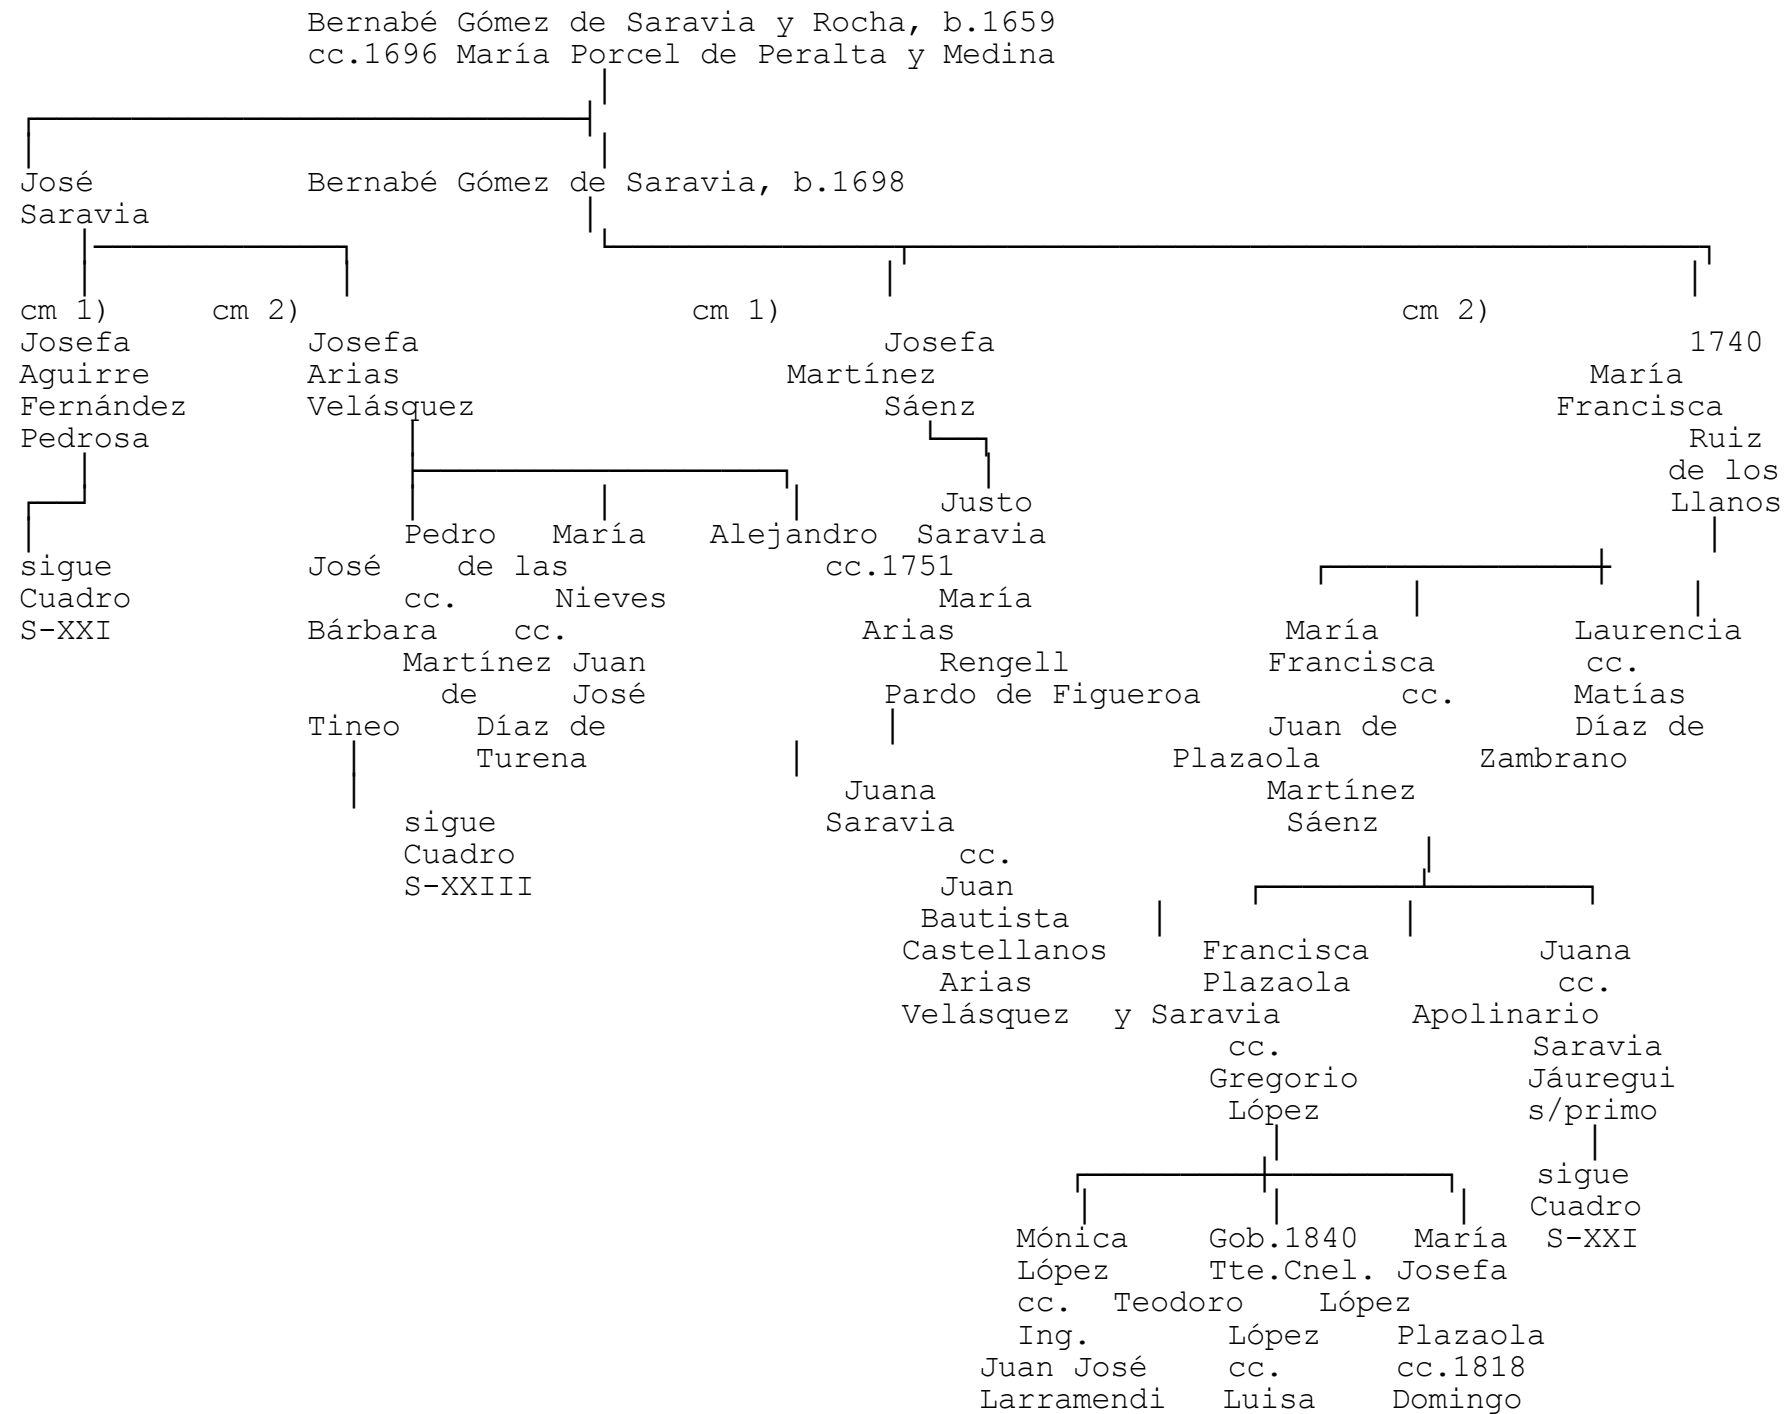 Bernabé Gómez de Saravia y Rocha, b.1659
cc.1696 María Porcel de Peralta y Medina
José Bernabé Gómez de Saravia, b.1698
Saravia
cm 1) cm 2) cm 1) cm 2)
Josefa Josefa Josefa 1740
Aguirre Arias Martínez María
Fernández Velásquez Sáenz Francisca
Pedrosa Ruiz
de los
Justo Llanos
Pedro María Alejandro Saravia
sigue José de las cc.1751
Cuadro cc. Nieves María
S-XXI Bárbara cc. Arias María Laurencia
Martínez Juan Rengell Francisca cc.
de José Pardo de Figueroa cc. Matías
Tineo Díaz de Juan de Díaz de
Turena Plazaola Zambrano
Juana Martínez
sigue Saravia Sáenz
Cuadro cc.
S-XXIII Juan
Bautista
Castellanos Francisca Juana
Arias Plazaola cc.
Velásquez y Saravia Apolinario
cc. Saravia
Gregorio Jáuregui
López s/primo
sigue
Cuadro
Mónica Gob.1840 María S-XXI
López Tte.Cnel. Josefa
cc. Teodoro López
Ing. López Plazaola
Juan José cc. cc.1818
Larramendi Luisa Domingo